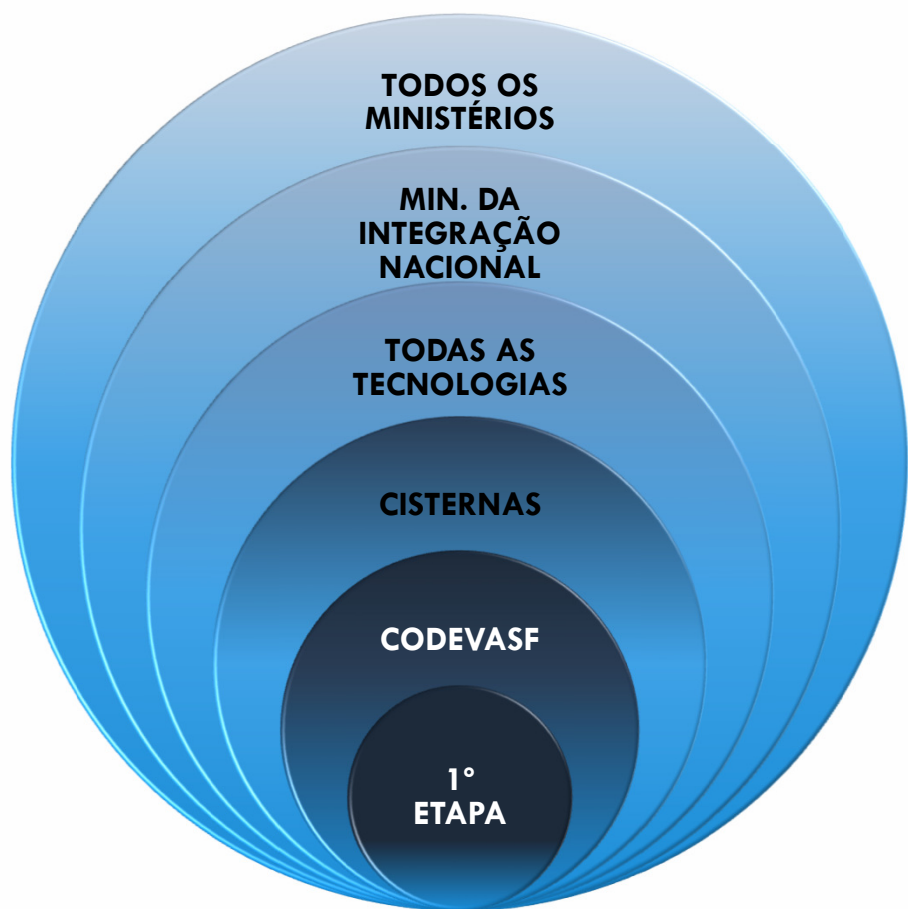 TODOS OS
MINISTÉRIOS
MIN. DA
INTEGRAÇÃO
NACIONAL
TODAS AS
TECNOLOGIAS
CISTERNAS
CODEVASF
1°
ETAPA